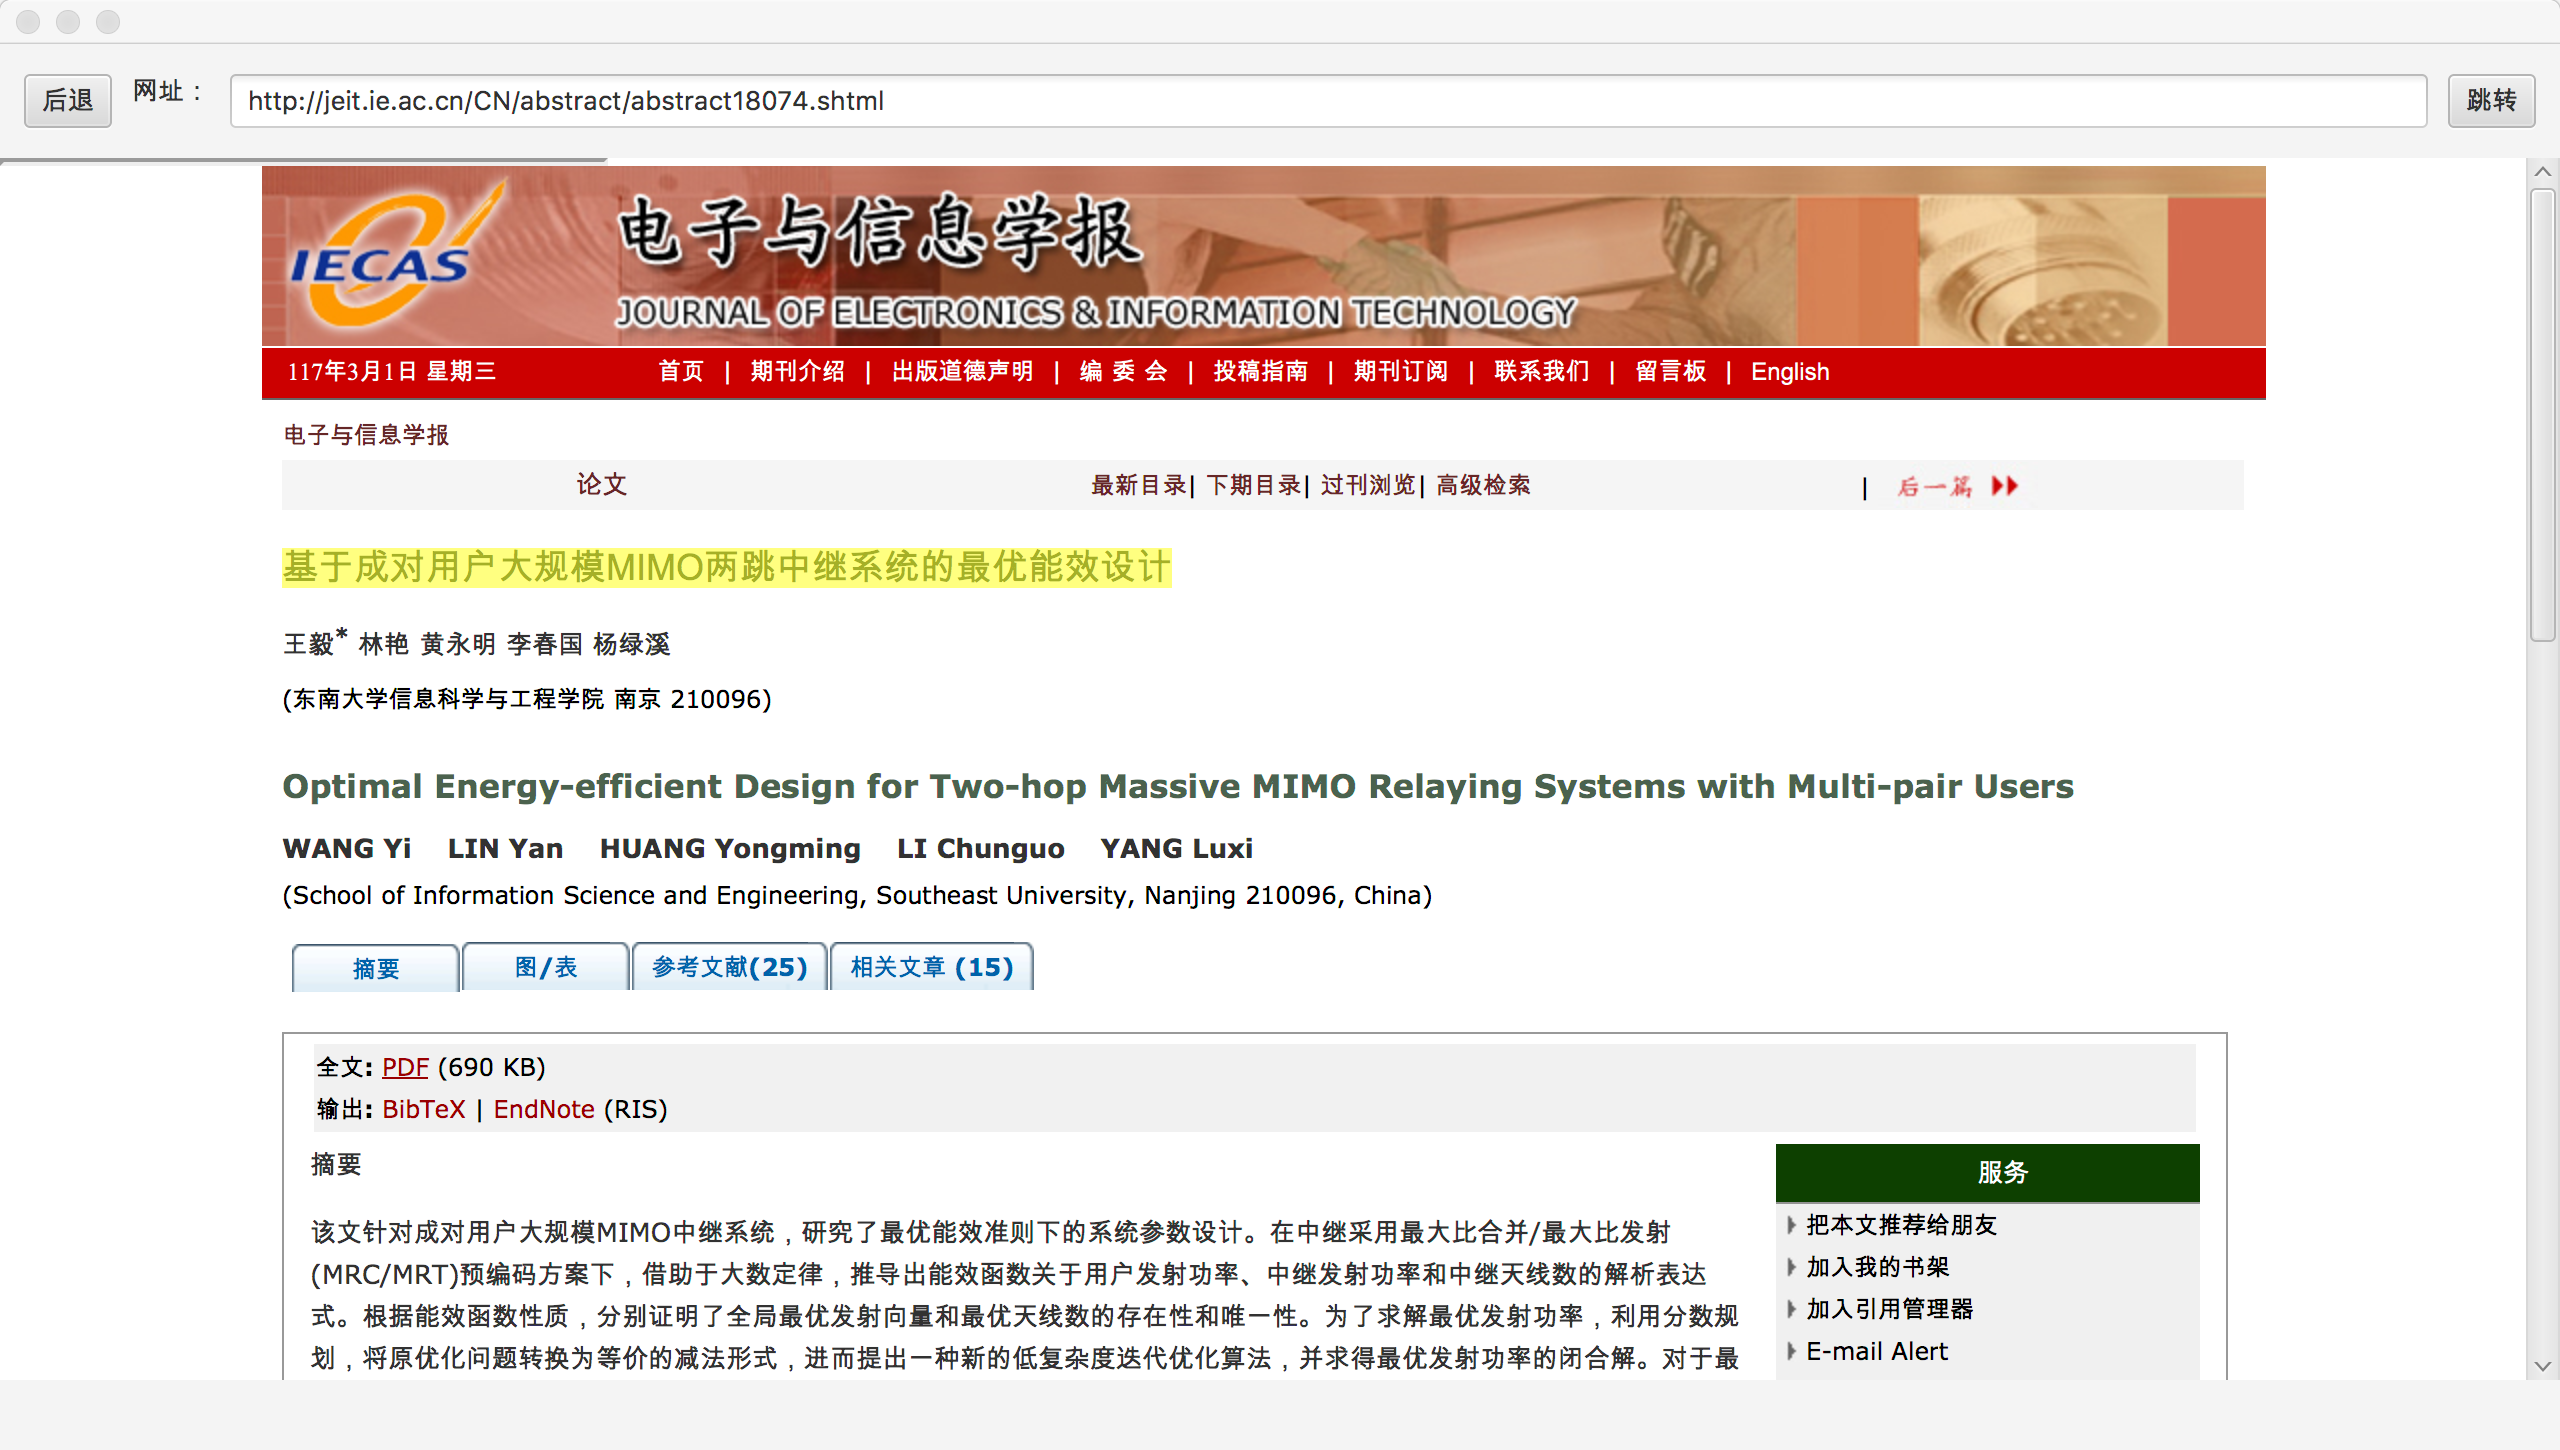 后退 网址： http://jeit.ie.ac.cn/CN/abstract/abstract18074.shtml 跳转
IECAS
电子与信息学报
JOURNAL OF ELECTRONICS & INFORMATION TECHNOLOGY
117年3月1日 星期三 首页 | 期刊介绍 | 出版道德声明 | 编 委 会 | 投稿指南 | 期刊订阅 | 联系我们 | 留言板 | English
电子与信息学报
论文 最新目录| 下期目录| 过刊浏览| 高级检索 | 后一篇
基于成对用户大规模MIMO两跳中继系统的最优能效设计
王毅* 林艳 黄永明 李春国 杨绿溪
(东南大学信息科学与工程学院 南京 210096)
Optimal Energy-efficient Design for Two-hop Massive MIMO Relaying Systems with Multi-pair Users
WANG Yi LIN Yan HUANG Yongming LI Chunguo YANG Luxi
(School of Information Science and Engineering, Southeast University, Nanjing 210096, China)
摘要 图/表 参考文献(25) 相关文章 (15)
全文: PDF (690 KB)
输出: BibTeX | EndNote (RIS)
摘要
该文针对成对用户大规模MIMO中继系统，研究了最优能效准则下的系统参数设计。在中继采用最大比合并/最大比发射
(MRC/MRT)预编码方案下，借助于大数定律，推导出能效函数关于用户发射功率、中继发射功率和中继天线数的解析表达
式。根据能效函数性质，分别证明了全局最优发射向量和最优天线数的存在性和唯一性。为了求解最优发射功率，利用分数规
划，将原优化问题转换为等价的减法形式，进而提出一种新的低复杂度迭代优化算法，并求得最优发射功率的闭合解。对于最
服务
把本文推荐给朋友
加入我的书架
加入引用管理器
E-mail Alert